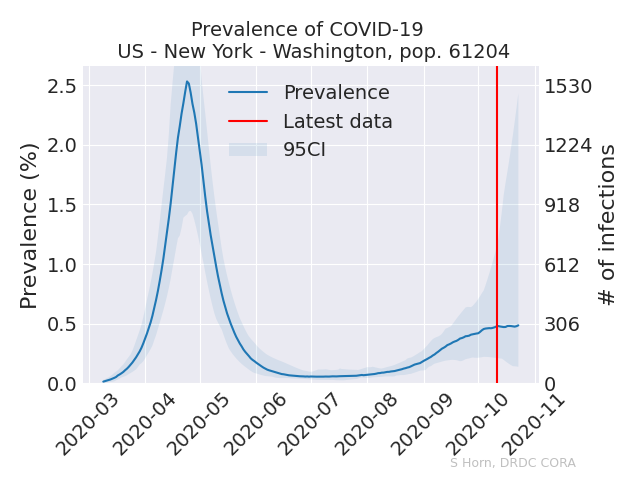 Prevalence of COVID-19
US - New York - Washington, pop. 61204
Prevalence (%)
2.5
2.0
1.5
1.0
0.5
0.0
Prevalence
Latest data
95CI
1530
1224
918
612
306
0
# of infections
2020-03
2020-04
2020-05
2020-06
2020-07
2020-08
2020-09
2020-10
2020-11
S Horn, DRDC CORA